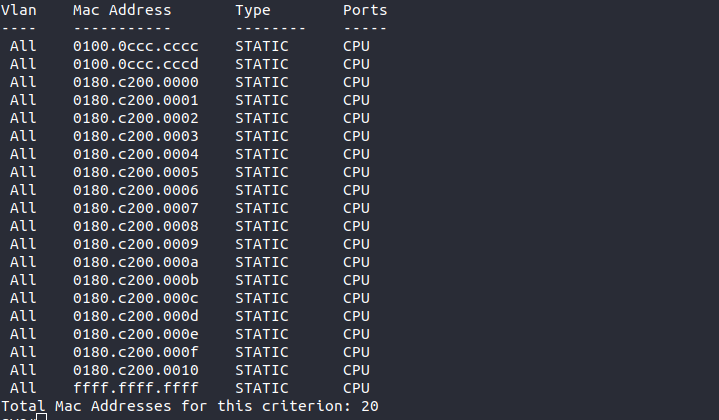 Vlan    Mac Address       Type        Ports
----    -----------       --------    -----
 All    0100.0ccc.cccc    STATIC      CPU
 All    0100.0ccc.cccd    STATIC      CPU
 All    0180.c200.0000    STATIC      CPU
 All    0180.c200.0001    STATIC      CPU
 All    0180.c200.0002    STATIC      CPU
 All    0180.c200.0003    STATIC      CPU
 All    0180.c200.0004    STATIC      CPU
 All    0180.c200.0005    STATIC      CPU
 All    0180.c200.0006    STATIC      CPU
 All    0180.c200.0007    STATIC      CPU
 All    0180.c200.0008    STATIC      CPU
 All    0180.c200.0009    STATIC      CPU
 All    0180.c200.000a    STATIC      CPU
 All    0180.c200.000b    STATIC      CPU
 All    0180.c200.000c    STATIC      CPU
 All    0180.c200.000d    STATIC      CPU
 All    0180.c200.000e    STATIC      CPU
 All    0180.c200.000f    STATIC      CPU
 All    0180.c200.0010    STATIC      CPU
 All    ffff.ffff.ffff    STATIC      CPU
Total Mac Addresses for this criterion: 20